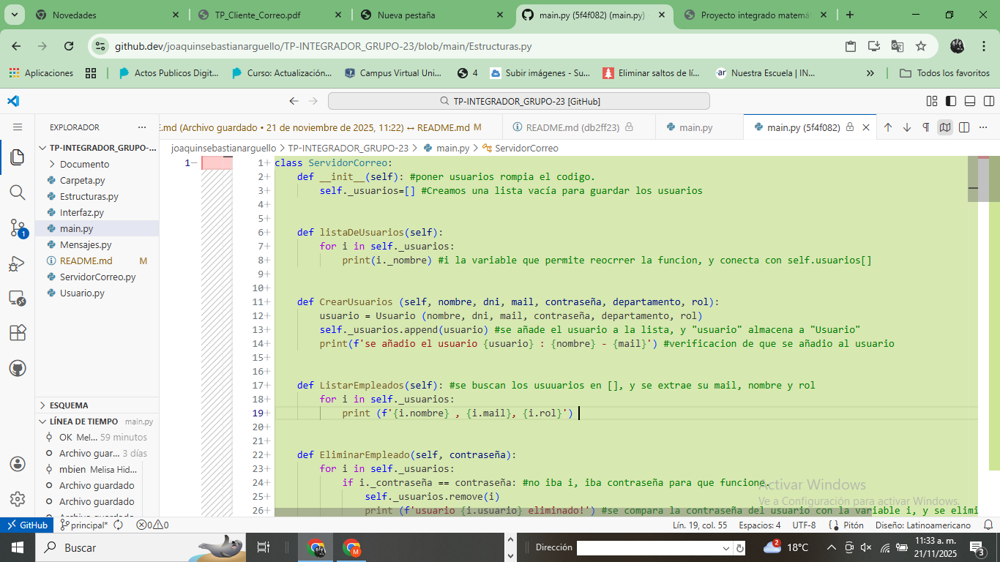 Novedades
TP_Cliente_Correo.pdf
Nueva pestaña
main.py (5f4f082) (main.py)
Proyecto integrado matemá
github.dev/joaquinsebastianarguello/TP-INTEGRADOR_GRUPO-23/blob/main/Estructuras.py
Aplicaciones
Actos Publicos Digit...
Curso: Actualización...
Campus Virtual Uni...
4
Subir imágenes - Su...
Eliminar saltos de lí...
ar Nuestra Escuela | IN...
Todos los favoritos
TP-INTEGRADOR_GRUPO-23 [GitHub]
EXPLORADOR
E.md (Archivo guardado • 21 de noviembre de 2025, 11:22) ↔ README.md M
README.md (db2ff23)
main.py
main.py (5f4f082)
TP-INTEGRADOR_GRUPO-...
Documento
Carpeta.py
Estructuras.py
Interfaz.py
main.py
Mensajes.py
README.md M
ServidorCorreo.py
Usuario.py
1
ESQUEMA
LÍNEA DE TIEMPO main.py
OK Mel... 59 minutos
Archivo guar... 3 días
mbien Melisa Hid...
Archivo guardado
Archivo guardado
Archivo guardado
joaquinsebastianarguello > TP-INTEGRADOR_GRUPO-23 > main.py > ServidorCorreo
1−
1+ class ServidorCorreo:
2+ def __init__(self): #poner usuarios rompia el codigo.
3+ self._usuarios=[] #Creamos una lista vacía para guardar los usuarios
4+
5+
6+ def listaDeUsuarios(self):
7+ for i in self._usuarios:
8+ print(i._nombre) #i la variable que permite reocrrer la funcion, y conecta con self.usuarios[]
9+
10+
11+ def CrearUsuarios (self, nombre, dni, mail, contraseña, departamento, rol):
12+ usuario = Usuario (nombre, dni, mail, contraseña, departamento, rol)
13+ self._usuarios.append(usuario) #se añade el usuario a la lista, y "usuario" almacena a "Usuario"
14+ print(f'se añadio el usuario {usuario} : {nombre} - {mail}') #verificacion de que se añadio al usuario
15+
16+
17+ def ListarEmpleados(self): #se buscan los usuuarios en [], y se extrae su mail, nombre y rol
18+ for i in self._usuarios:
19+ print (f'{i.nombre} , {i.mail}, {i.rol}')
20+
21+
22+ def EliminarEmpleado(self, contraseña):
23+ for i in self._usuarios:
24+ if i._contraseña == contraseña: #no iba i, iba contraseña para que funcione.
25+ self._usuarios.remove(i)
26+ print (f'usuario {i.usuario} eliminado!') #se compara la contraseña del usuario con la variable i, y se elimi
Activar Windows
Ve a Configuración para activar Windows.
GitHub
principal*
0 0
Lín. 19, col. 55
Espacios: 4
UTF-8
Pitón
Diseño: Latinoamericano
Buscar
Dirección
2
18°C
11:33 a. m.
21/11/2025
3